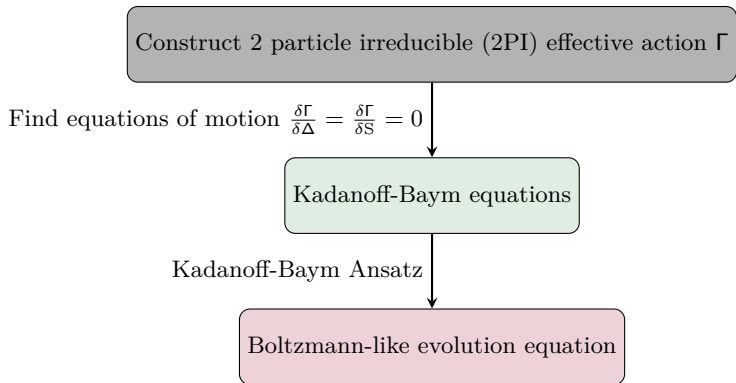 Construct 2 particle irreducible (2PI) effective action Γ
Find equations of motion δΓ/δΔ = δΓ/δS = 0
Kadanoff-Baym equations
Kadanoff-Baym Ansatz
Boltzmann-like evolution equation